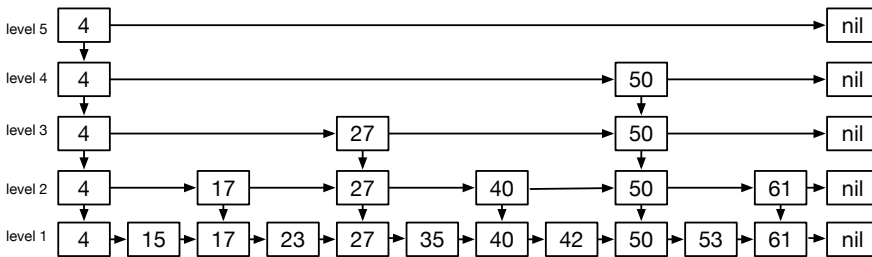 level 5 4 nil
level 4 4 50 nil
level 3 4 27 50 nil
level 2 4 17 27 40 50 61 nil
level 1 4 15 17 23 27 35 40 42 50 53 61 nil